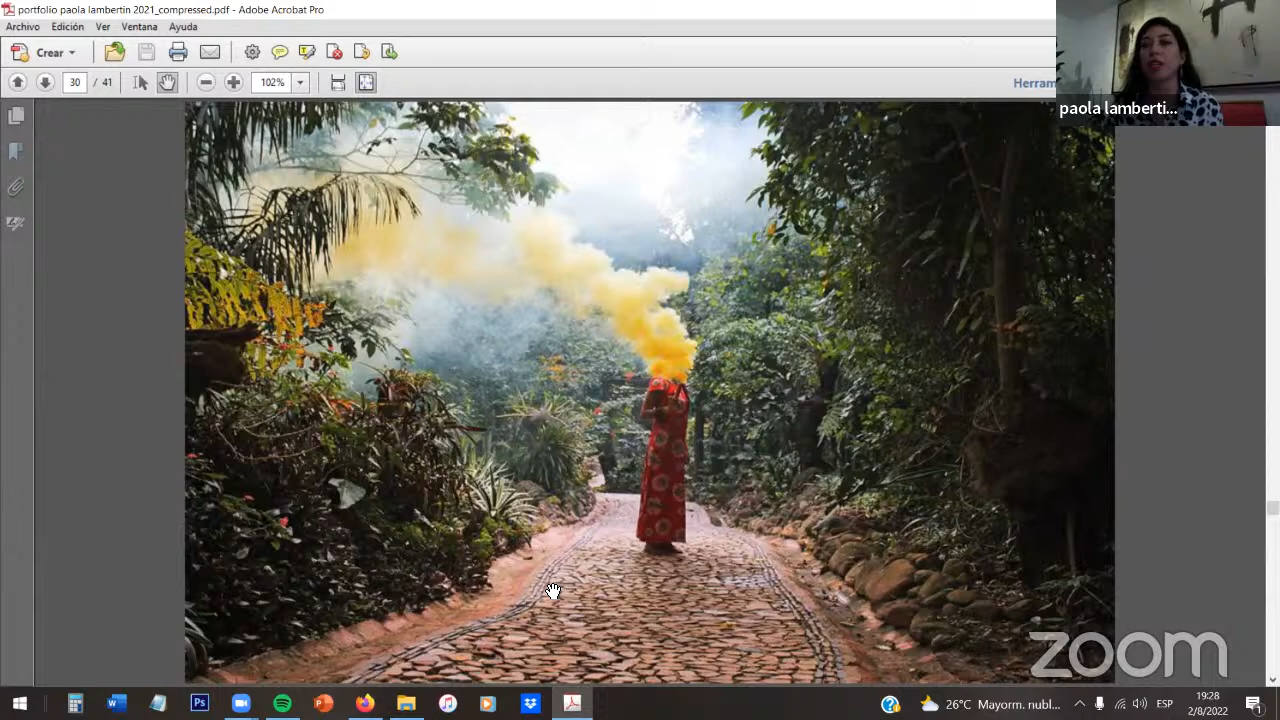 portfolio paola lambertin 2021_compressed.pdf - Adobe Acrobat Pro
Archivo Edición Ver Ventana Ayuda
Crear
30 / 41 102% Herram
paola lamberti...
zoom
Ps
26°C Mayorm. nubl... ESP 19:28
2/8/2022